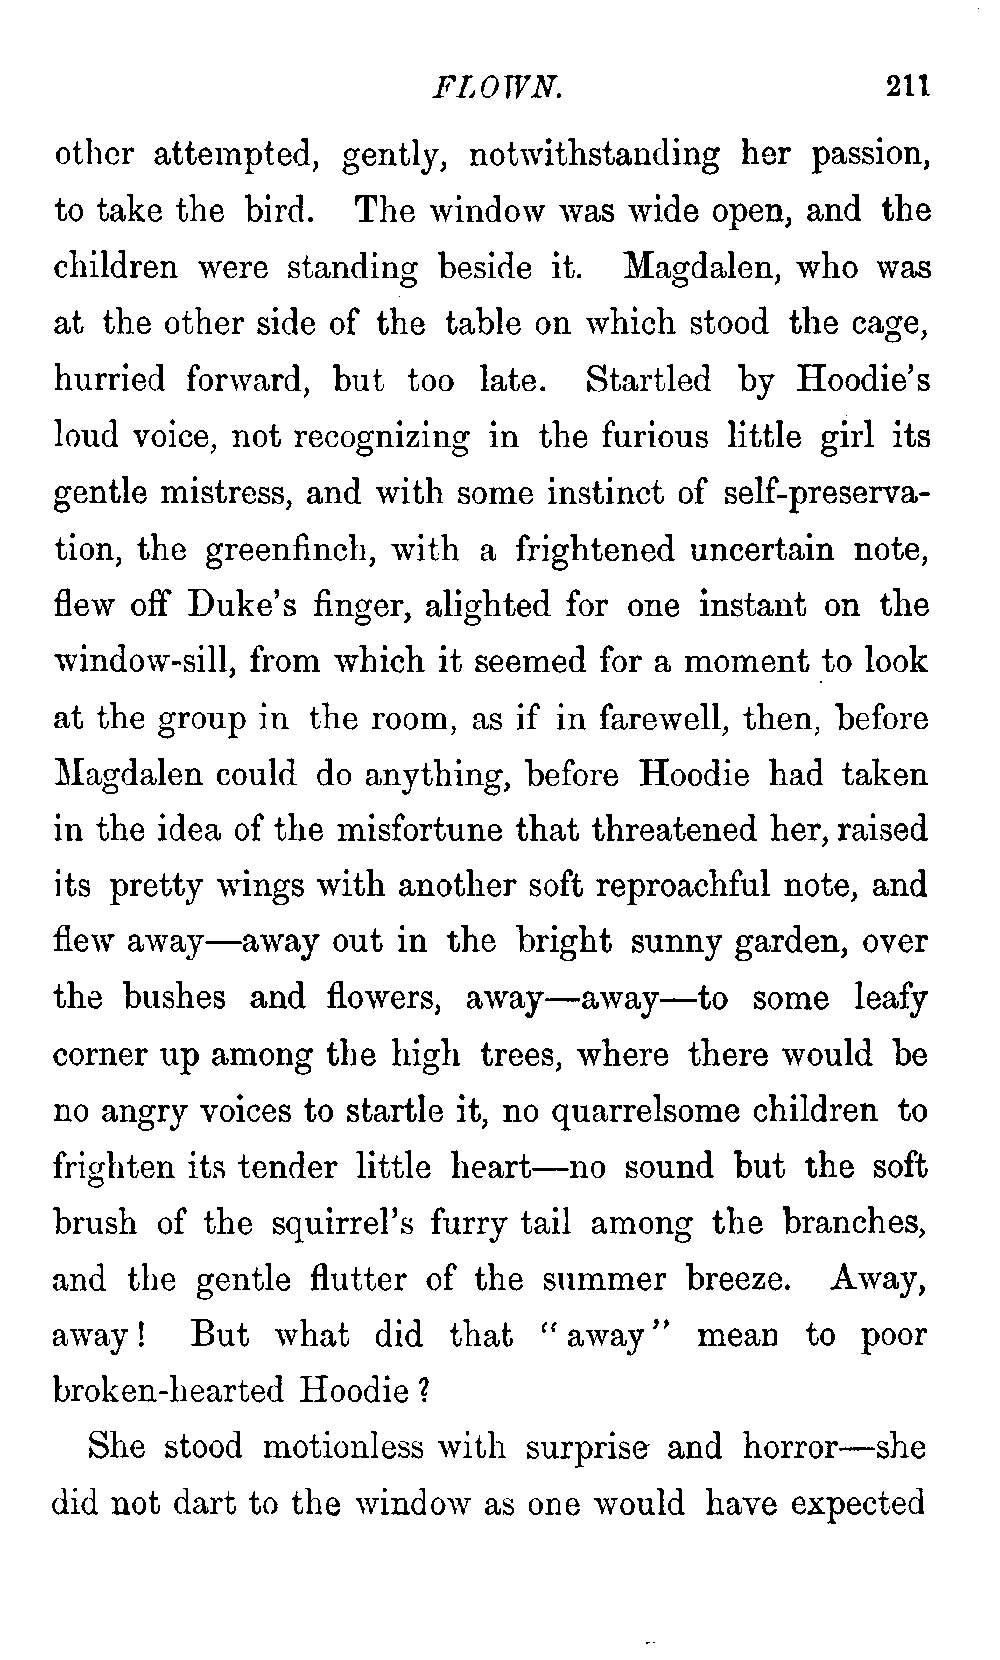 FLOWN. 211
other attempted, gently, notwithstanding her passion,
to take the bird. The window was wide open, and the
children were standing beside it. Magdalen, who was
at the other side of the table on which stood the cage,
hurried forward, but too late. Startled by Hoodie's
loud voice, not recognizing in the furious little girl its
gentle mistress, and with some instinct of self-preserva-
tion, the greenfinch, with a frightened uncertain note,
flew off Duke's finger, alighted for one instant on the
window-sill, from which it seemed for a moment to look
at the group in the room, as if in farewell, then, before
Magdalen could do anything, before Hoodie had taken
in the idea of the misfortune that threatened her, raised
its pretty wings with another soft reproachful note, and
flew away—away out in the bright sunny garden, over
the bushes and flowers, away—away—to some leafy
corner up among the high trees, where there would be
no angry voices to startle it, no quarrelsome children to
frighten its tender little heart—no sound but the soft
brush of the squirrel's furry tail among the branches,
and the gentle flutter of the summer breeze. Away,
away! But what did that "away" mean to poor
broken-hearted Hoodie?
She stood motionless with surprise and horror—she
did not dart to the window as one would have expected